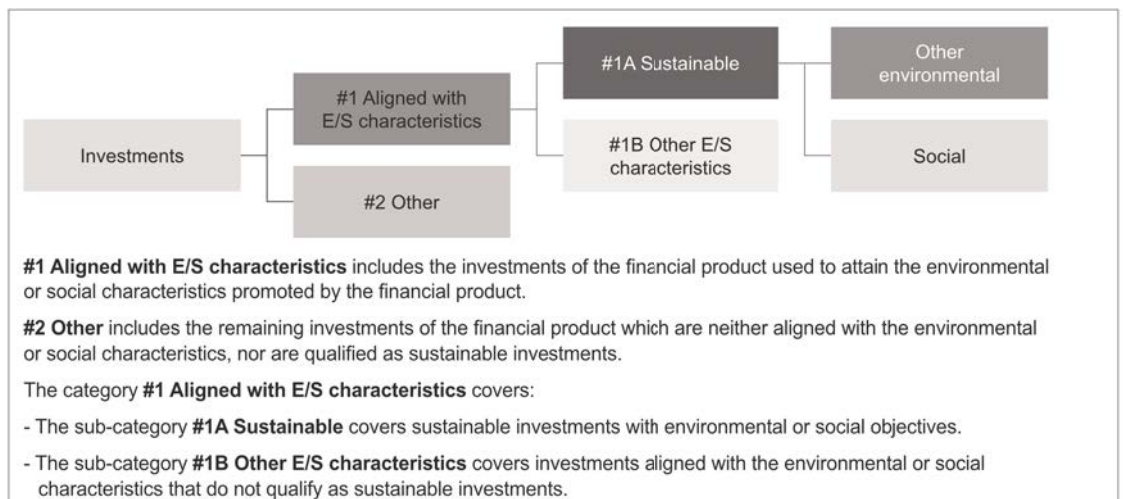 #1A Sustainable
Other
environmental
#1 Aligned with
E/S characteristics
Investments
#1B Other E/S
characteristics
Social
#2 Other
#1 Aligned with E/S characteristics includes the investments of the financial product used to attain the environmental
or social characteristics promoted by the financial product.
#2 Other includes the remaining investments of the financial product which are neither aligned with the environmental
or social characteristics, nor are qualified as sustainable investments.
The category #1 Aligned with E/S characteristics covers:
- The sub-category #1A Sustainable covers sustainable investments with environmental or social objectives.
- The sub-category #1B Other E/S characteristics covers investments aligned with the environmental or social
characteristics that do not qualify as sustainable investments.